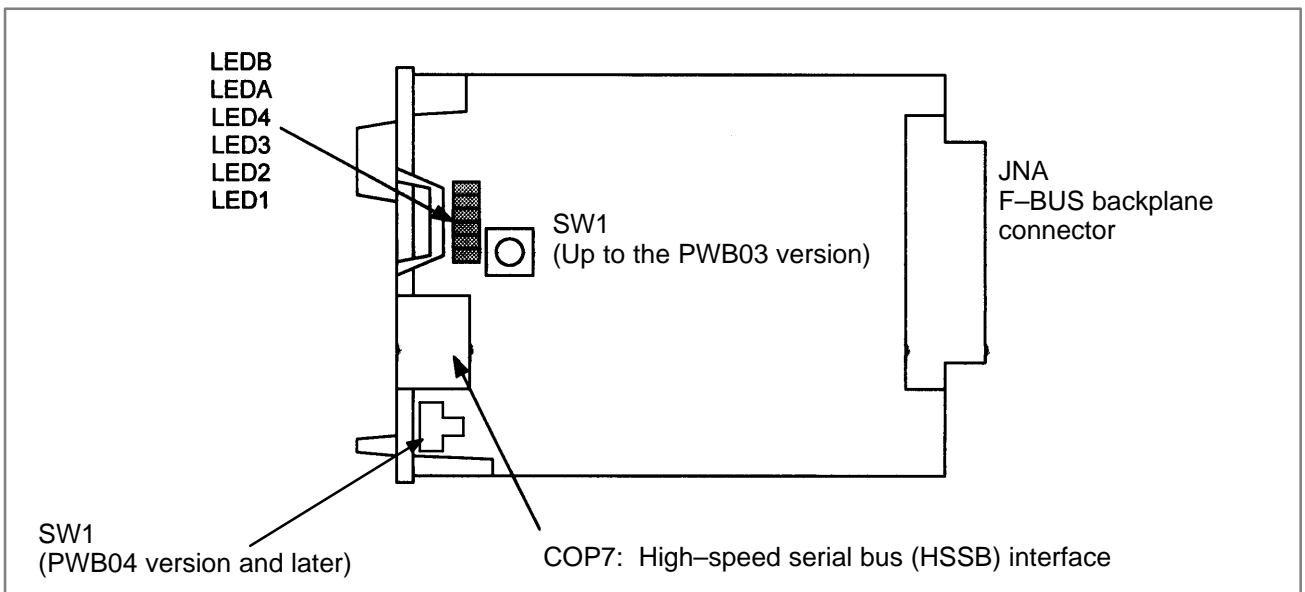 LEDB
LEDA
LED4
LED3
LED2
LED1
SW1
(Up to the PWB03 version)
JNA
F–BUS backplane
connector
SW1
(PWB04 version and later)
COP7: High–speed serial bus (HSSB) interface